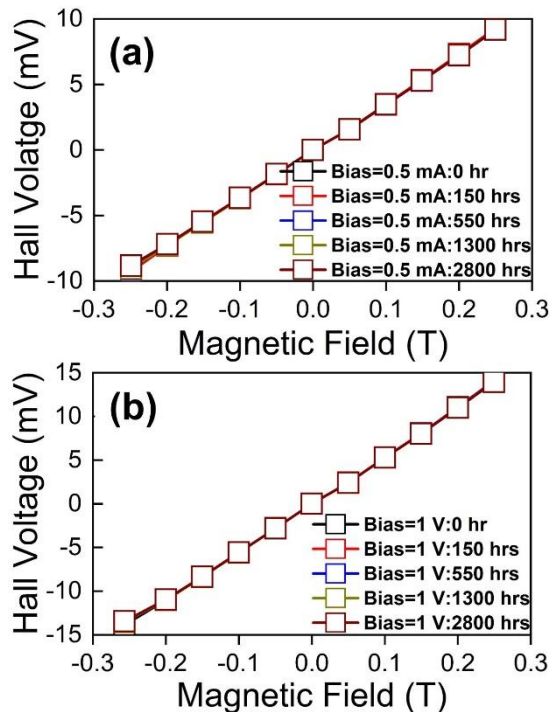 (a)
Hall Volatge (mV)
10
5
0
-5
-10
Bias=0.5 mA:0 hr
Bias=0.5 mA:150 hrs
Bias=0.5 mA:550 hrs
Bias=0.5 mA:1300 hrs
Bias=0.5 mA:2800 hrs
-0.3 -0.2 -0.1 0.0 0.1 0.2 0.3
Magnetic Field (T)
(b)
Hall Voltage (mV)
15
10
5
0
-5
-10
-15
Bias=1 V:0 hr
Bias=1 V:150 hrs
Bias=1 V:550 hrs
Bias=1 V:1300 hrs
Bias=1 V:2800 hrs
-0.3 -0.2 -0.1 0.0 0.1 0.2 0.3
Magnetic Field (T)